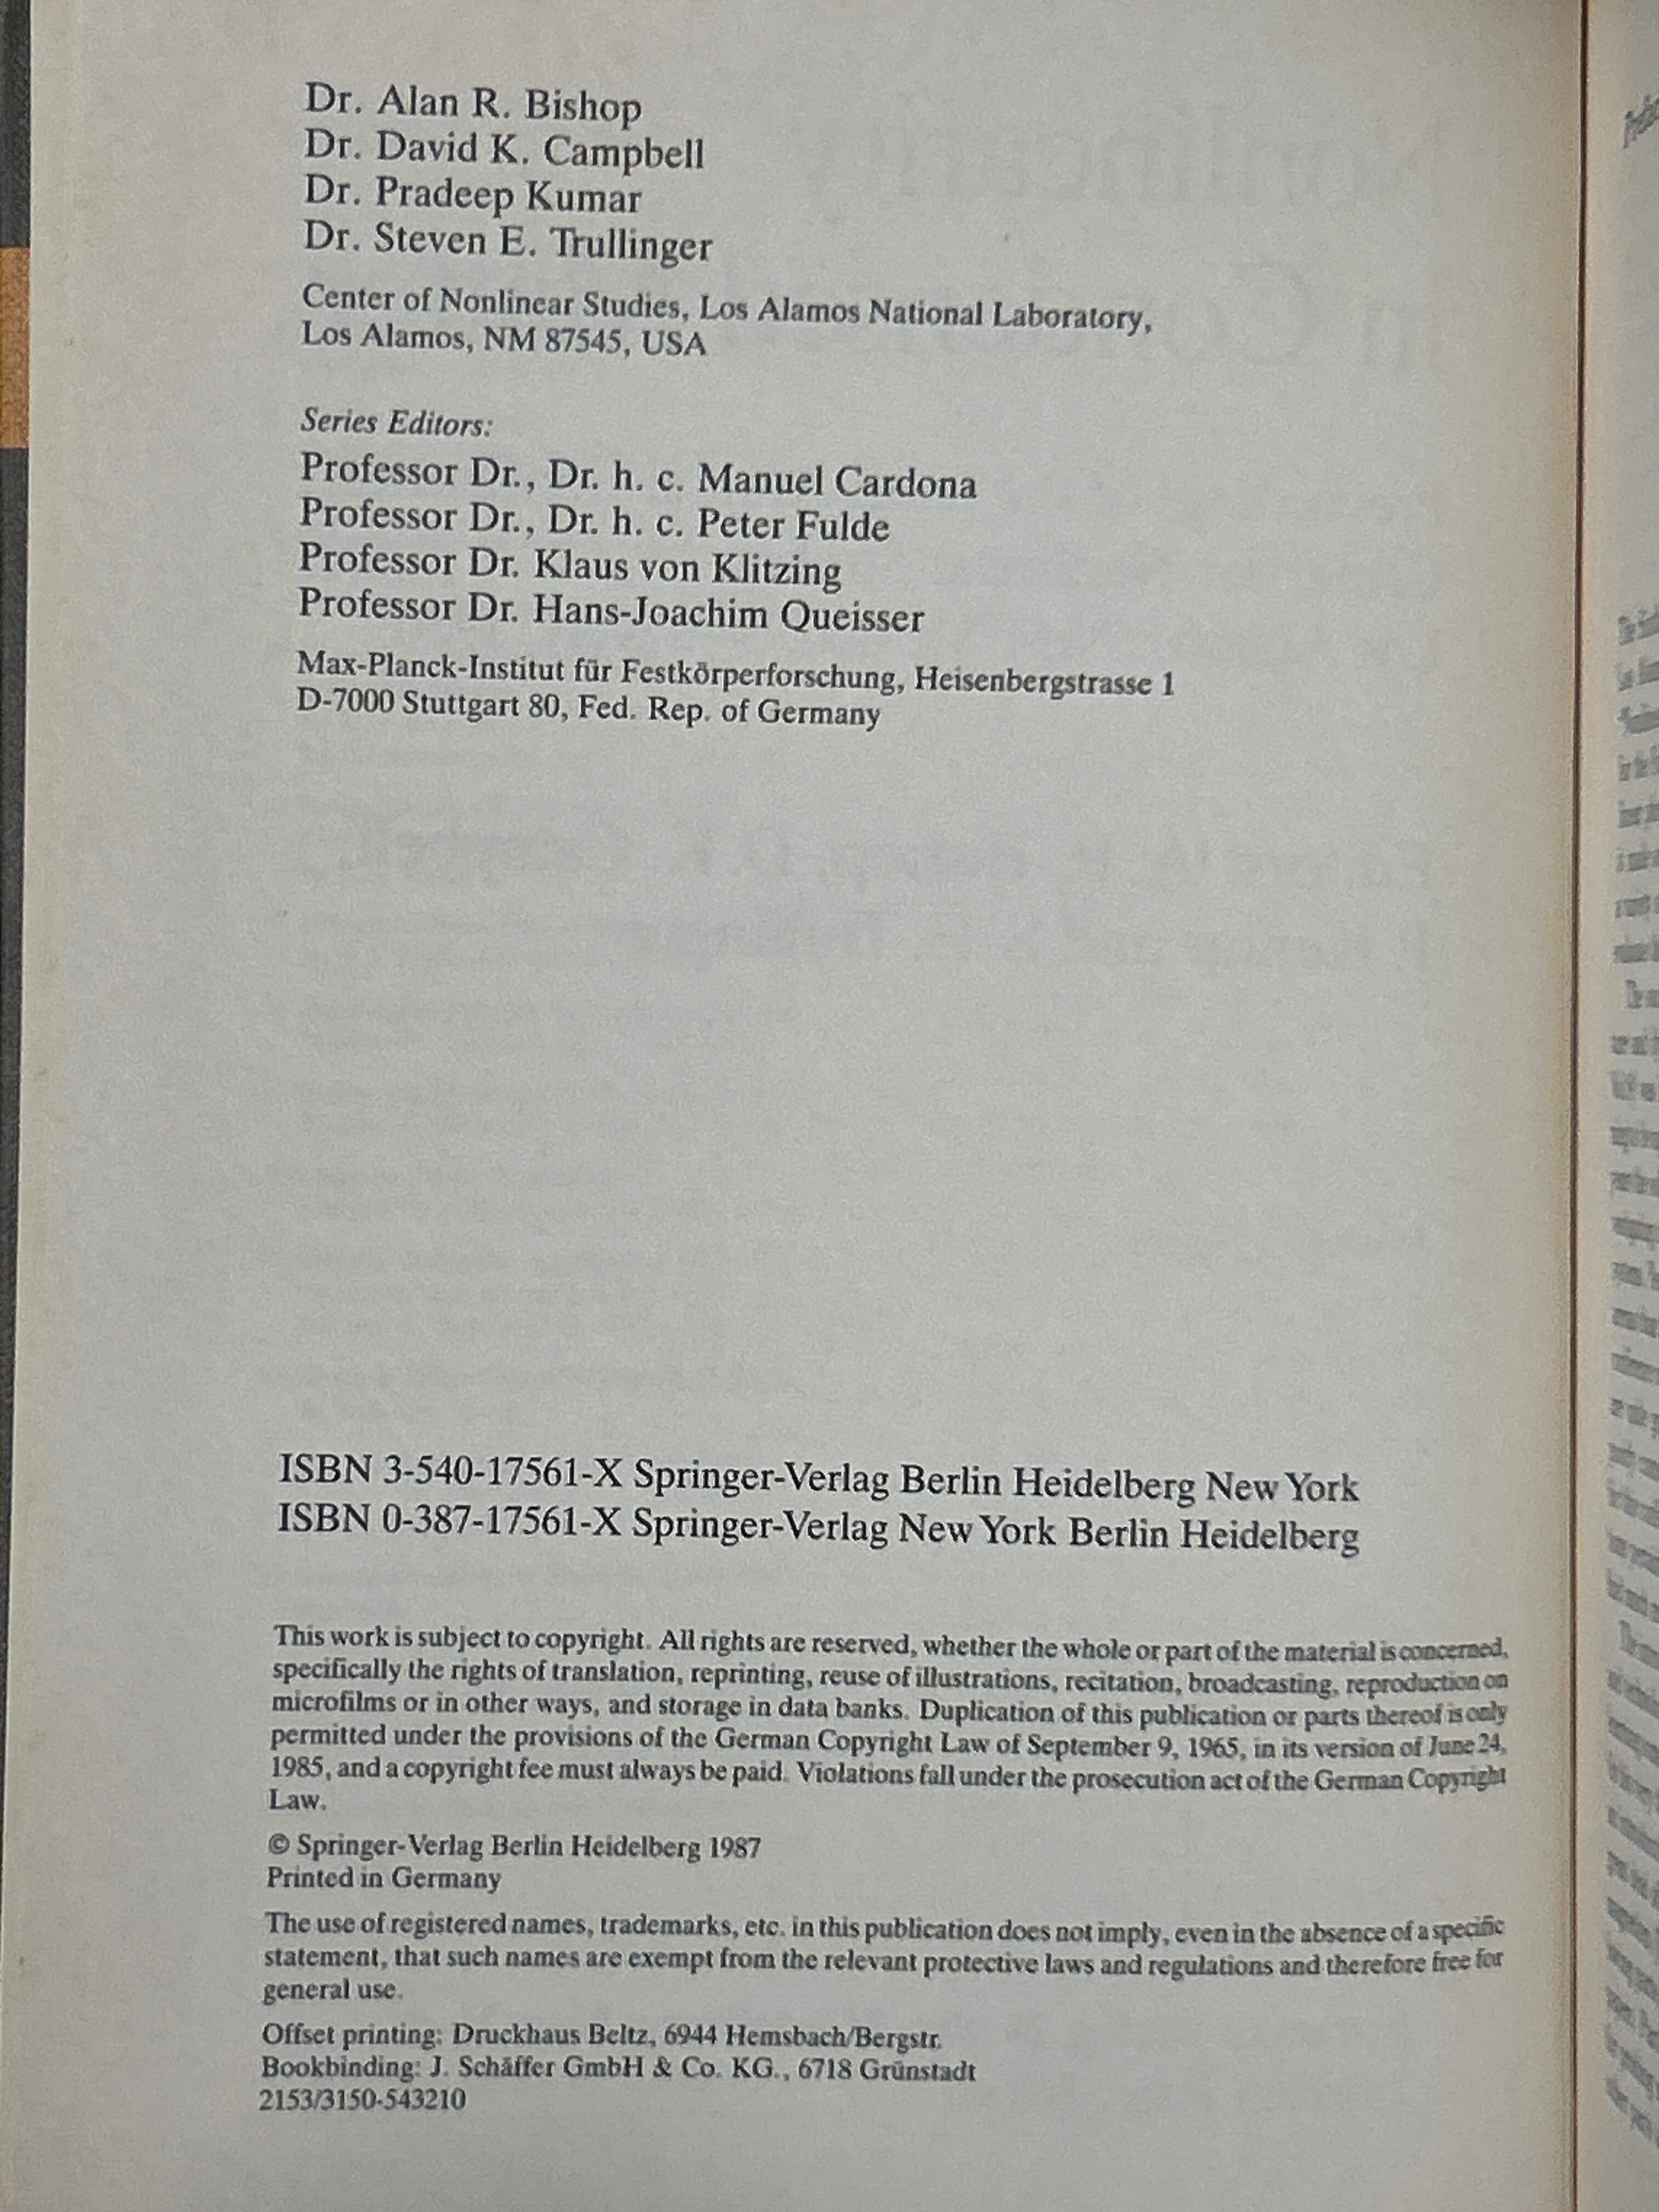 Dr. Alan R. Bishop
Dr. David K. Campbell
Dr. Pradeep Kumar
Dr. Steven E. Trullinger
Center of Nonlinear Studies, Los Alamos National Laboratory,
Los Alamos, NM 87545, USA
Series Editors:
Professor Dr., Dr. h. c. Manuel Cardona
Professor Dr., Dr. h. c. Peter Fulde
Professor Dr. Klaus von Klitzing
Professor Dr. Hans-Joachim Queisser
Max-Planck-Institut für Festkörperforschung, Heisenbergstrasse 1
D-7000 Stuttgart 80, Fed. Rep. of Germany
ISBN 3-540-17561-X Springer-Verlag Berlin Heidelberg New York
ISBN 0-387-17561-X Springer-Verlag New York Berlin Heidelberg
This work is subject to copyright. All rights are reserved, whether the whole or part of the material is concerned,
specifically the rights of translation, reprinting, reuse of illustrations, recitation, broadcasting, reproduction on
microfilms or in other ways, and storage in data banks. Duplication of this publication or parts thereof is only
permitted under the provisions of the German Copyright Law of September 9, 1965, in its version of June 24,
1985, and a copyright fee must always be paid. Violations fall under the prosecution act of the German Copyright
Law.
© Springer-Verlag Berlin Heidelberg 1987
Printed in Germany
The use of registered names, trademarks, etc. in this publication does not imply, even in the absence of a specific
statement, that such names are exempt from the relevant protective laws and regulations and therefore free for
general use.
Offset printing: Druckhaus Beltz, 6944 Hemsbach/Bergstr.
Bookbinding: J. Schäffer GmbH & Co. KG., 6718 Grünstadt
2153/3150-543210